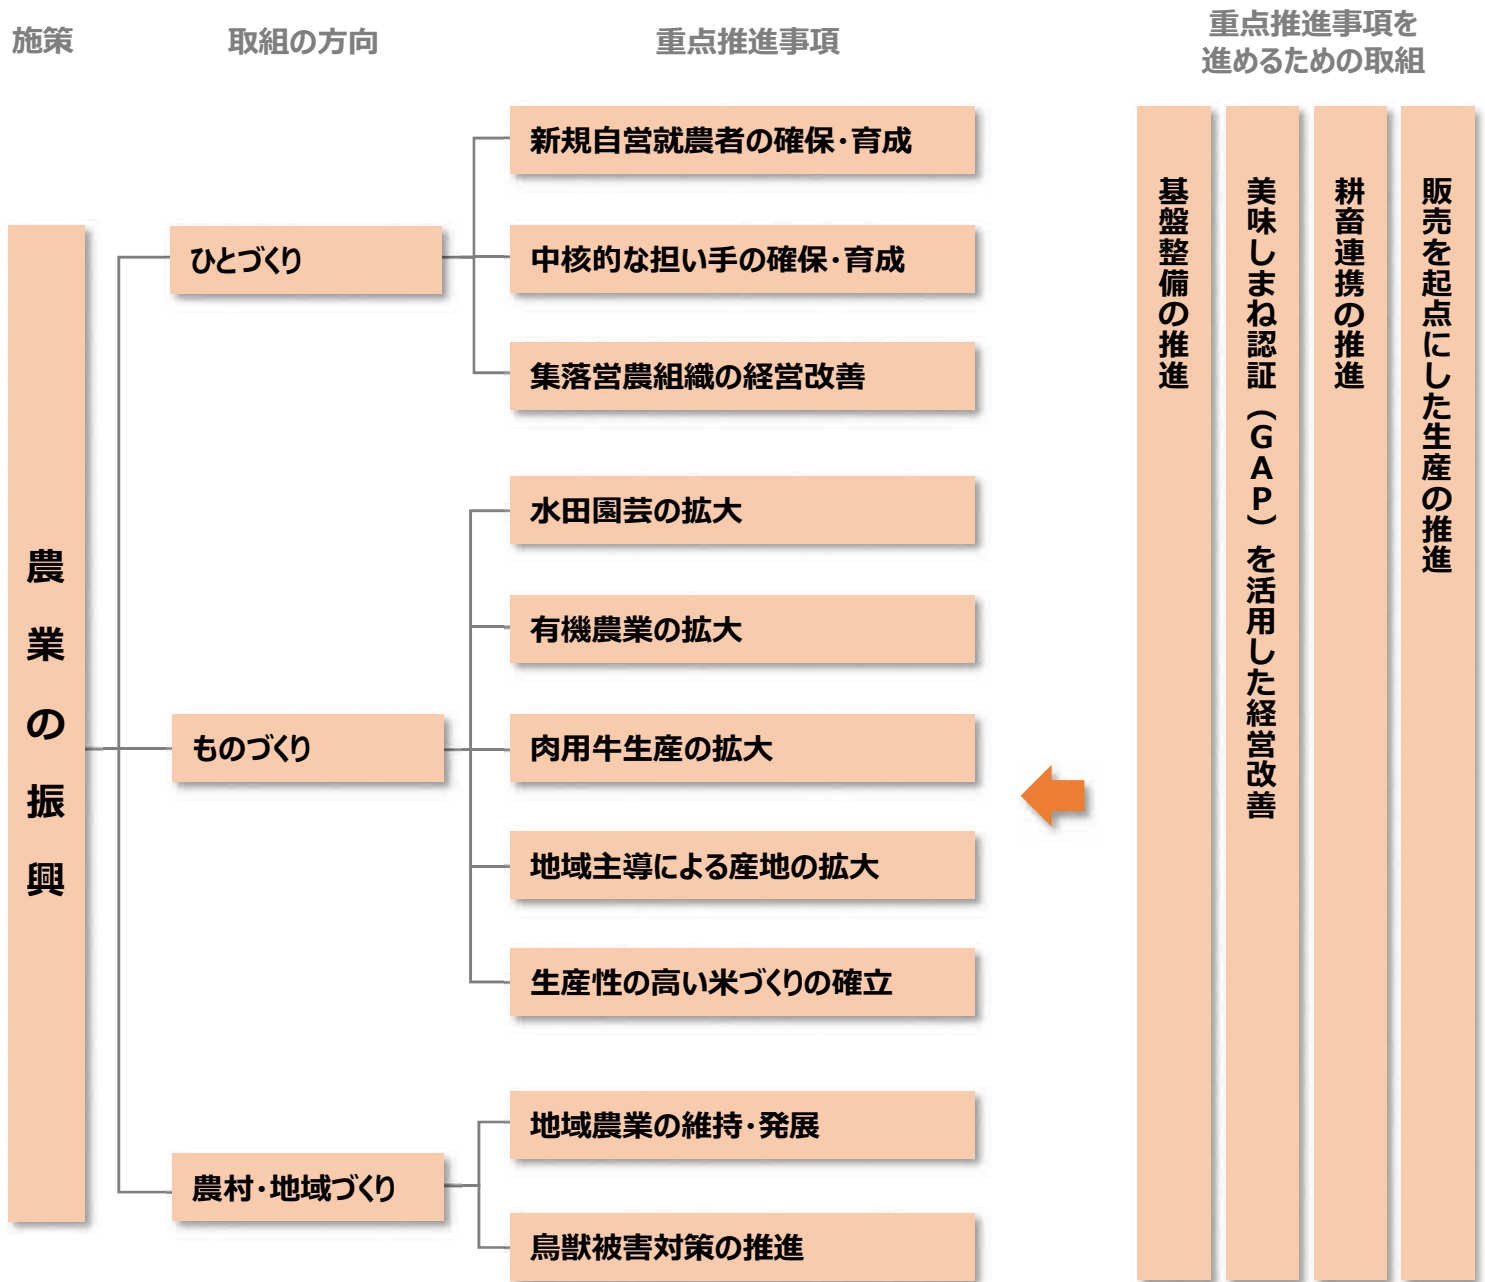 施策
取組の方向
重点推進事項
重点推進事項を
進めるための取組
農業の振興
ひとづくり
新規自営就農者の確保・育成
中核的な担い手の確保・育成
集落営農組織の経営改善
ものづくり
水田園芸の拡大
有機農業の拡大
肉用牛生産の拡大
地域主導による産地の拡大
生産性の高い米づくりの確立
農村・地域づくり
地域農業の維持・発展
鳥獣被害対策の推進
販売を起点にした生産の推進
耕畜連携の推進
美味しまね認証（GAP）を活用した経営改善
基盤整備の推進